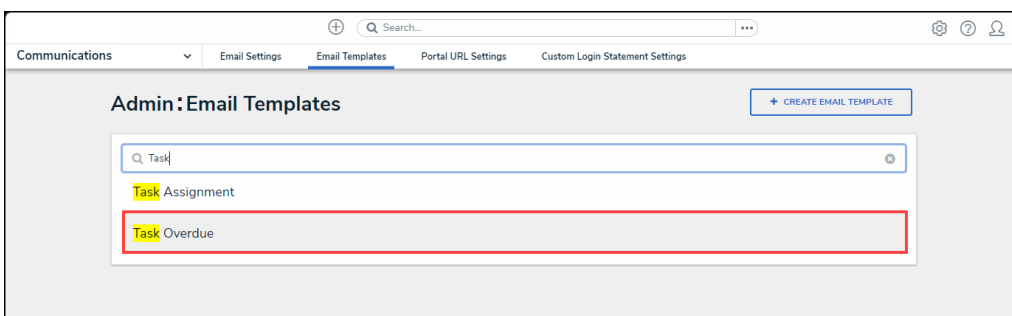 Search...
Communications Email Settings Email Templates Portal URL Settings Custom Login Statement Settings
Admin:Email Templates
+ CREATE EMAIL TEMPLATE
Task
Task Assignment
Task Overdue